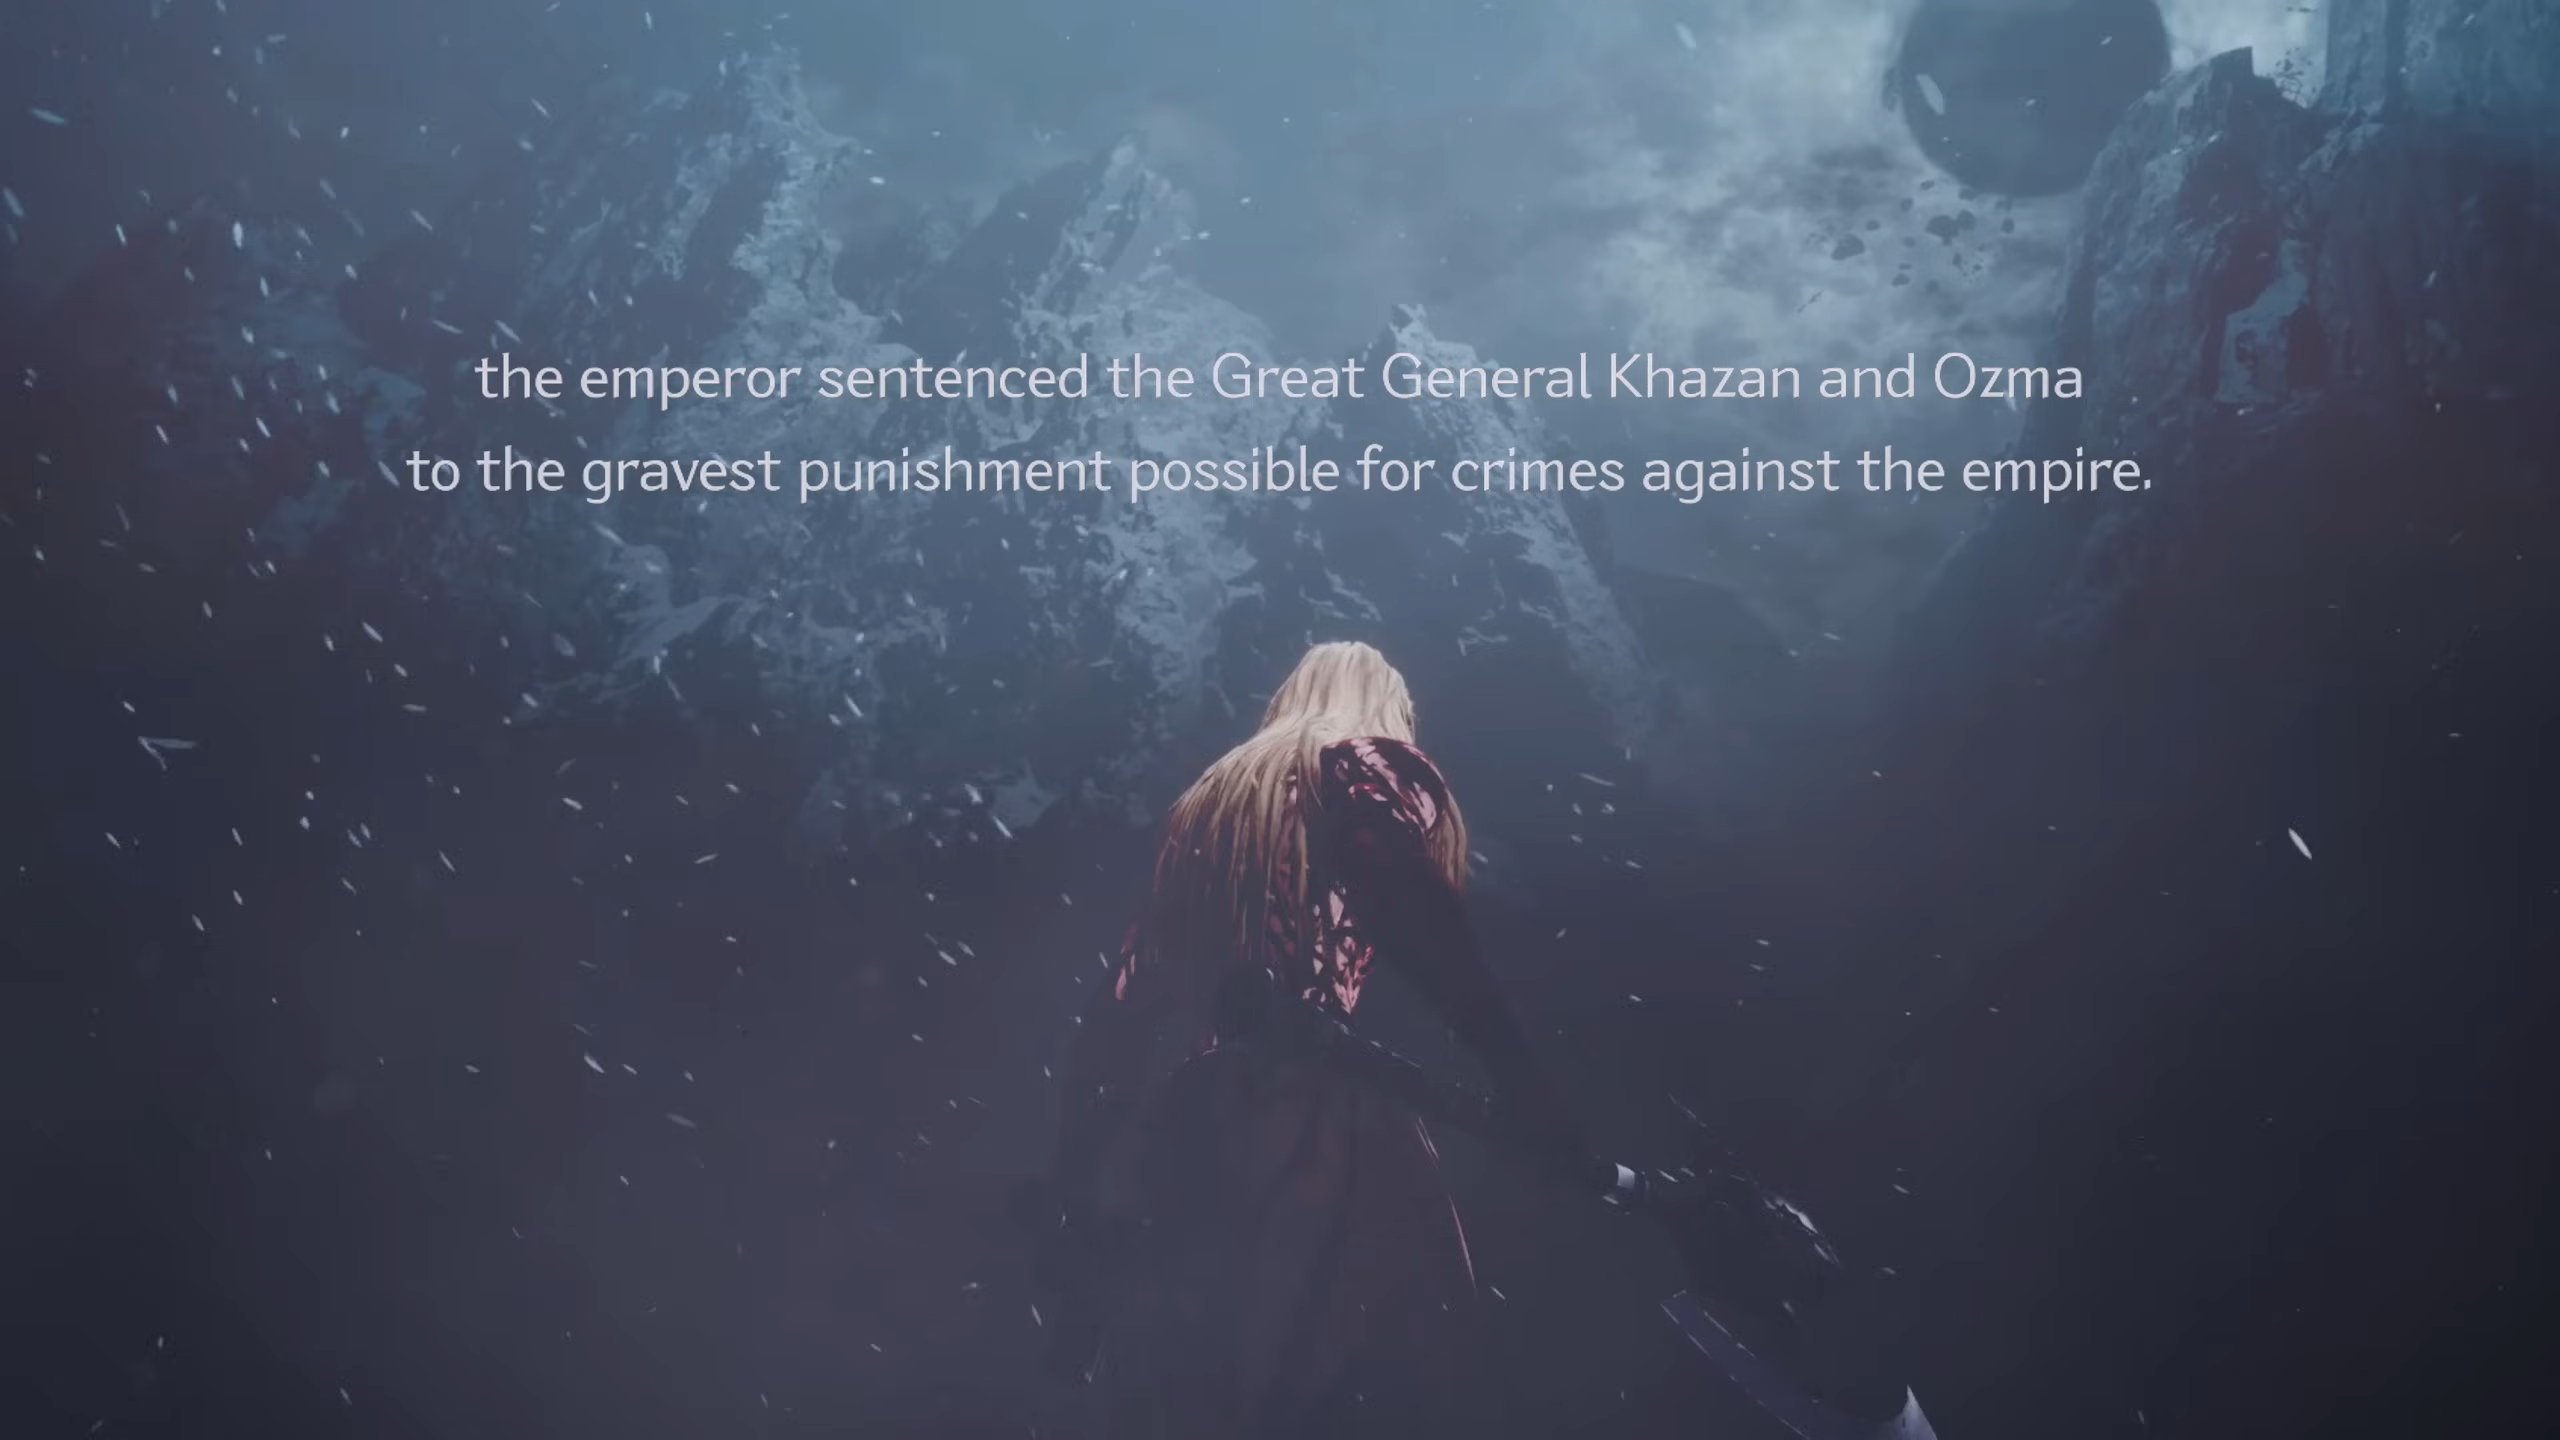 the emperor sentenced the Great General Khazan and Ozma
to the gravest punishment possible for crimes against the empire.